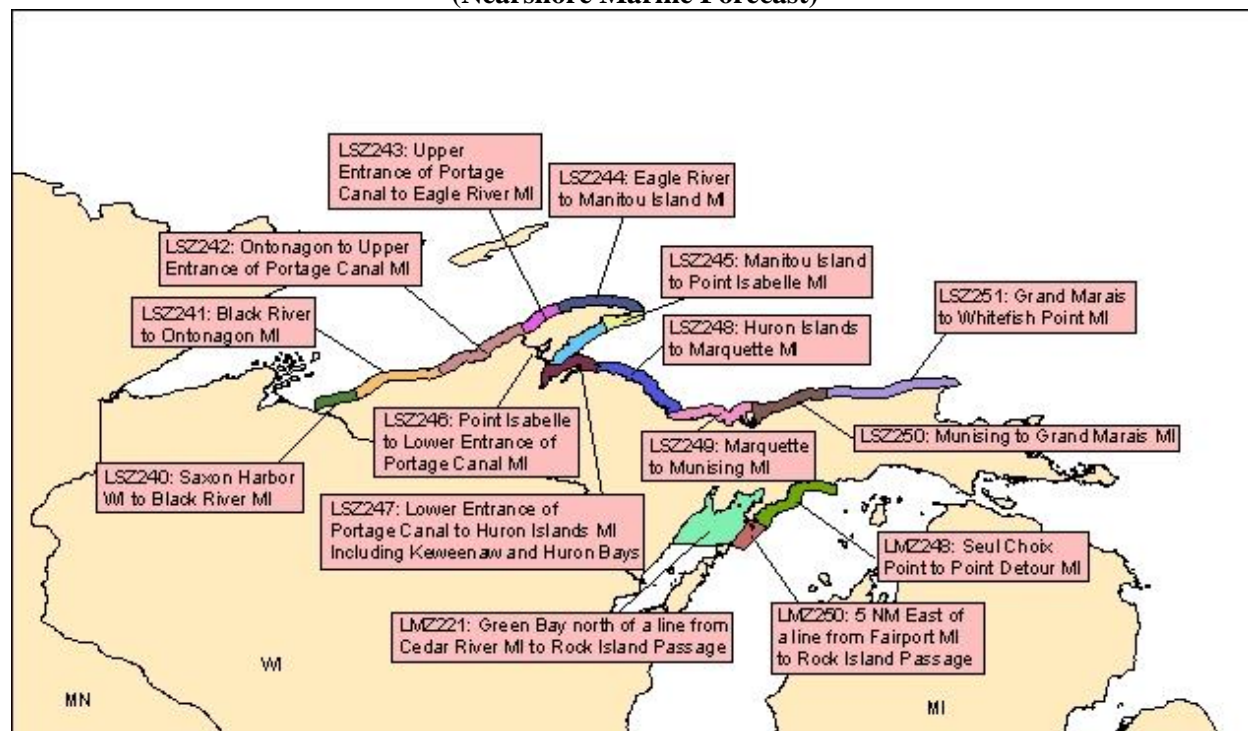 (Nearshore Marine Forecast)
LSZ243: Upper
Entrance of Portage
Canal to Eagle River MI
LSZ244: Eagle River
to Manitou Island MI
LSZ242: Ontonagon to Upper
Entrance of Portage Canal MI
LSZ245: Manitou Island
to Point Isabelle MI
LSZ251: Grand Marais
to Whitefish Point MI
LSZ241: Black River
to Ontonagon MI
LSZ248: Huron Islands
to Marquette MI
LSZ246: Point Isabelle
to Lower Entrance of
Portage Canal MI
LSZ249: Marquette
to Munising MI
LSZ250: Munising to Grand Marais MI
LSZ240: Saxon Harbor
WI to Black River MI
LSZ247: Lower Entrance of
Portage Canal to Huron Islands MI
Including Keweenaw and Huron Bays
LMZ248: Seul Choix
Point to Point Detour MI
LMZ221: Green Bay north of a line from
Cedar River MI to Rock Island Passage
LMZ250: 5 NM East of
a line from Fairport MI
to Rock Island Passage
WI
MN
MI